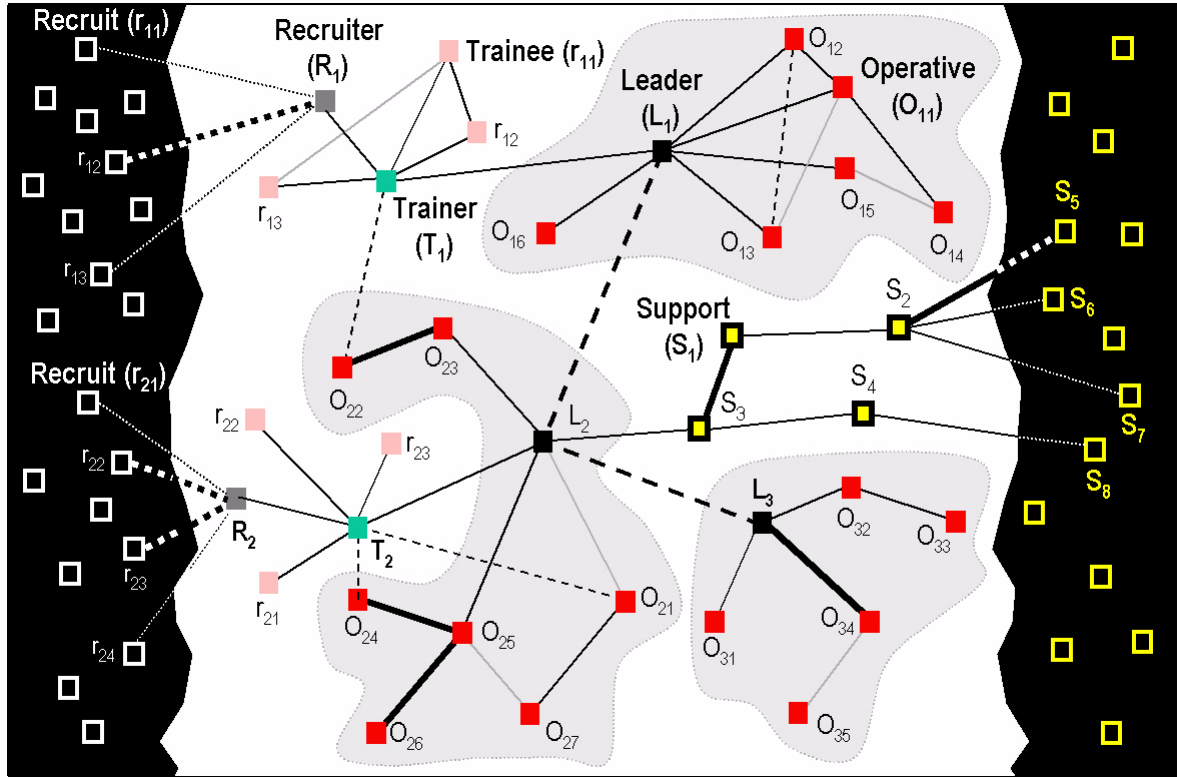 Recruit (r₁₁)
Recruiter
(R₁)
Trainee (r₁₁)
O₁₂
Leader
(L₁)
Operative
(O₁₁)
r₁₂
r₁₂
r₁₃
Trainer
(T₁)
O₁₆
O₁₃
O₁₅
O₁₄
S₅
r₁₃
Support
(S₁)
S₂
S₆
O₂₃
O₂₂
Recruit (r₂₁)
S₄
S₃
S₇
r₂₂
r₂₃
L₂
S₈
r₂₂
R₂
T₂
L₃
O₃₂
O₃₃
r₂₃
r₂₁
O₂₄
O₂₅
O₂₁
O₃₁
O₃₄
r₂₄
O₂₆
O₂₇
O₃₅